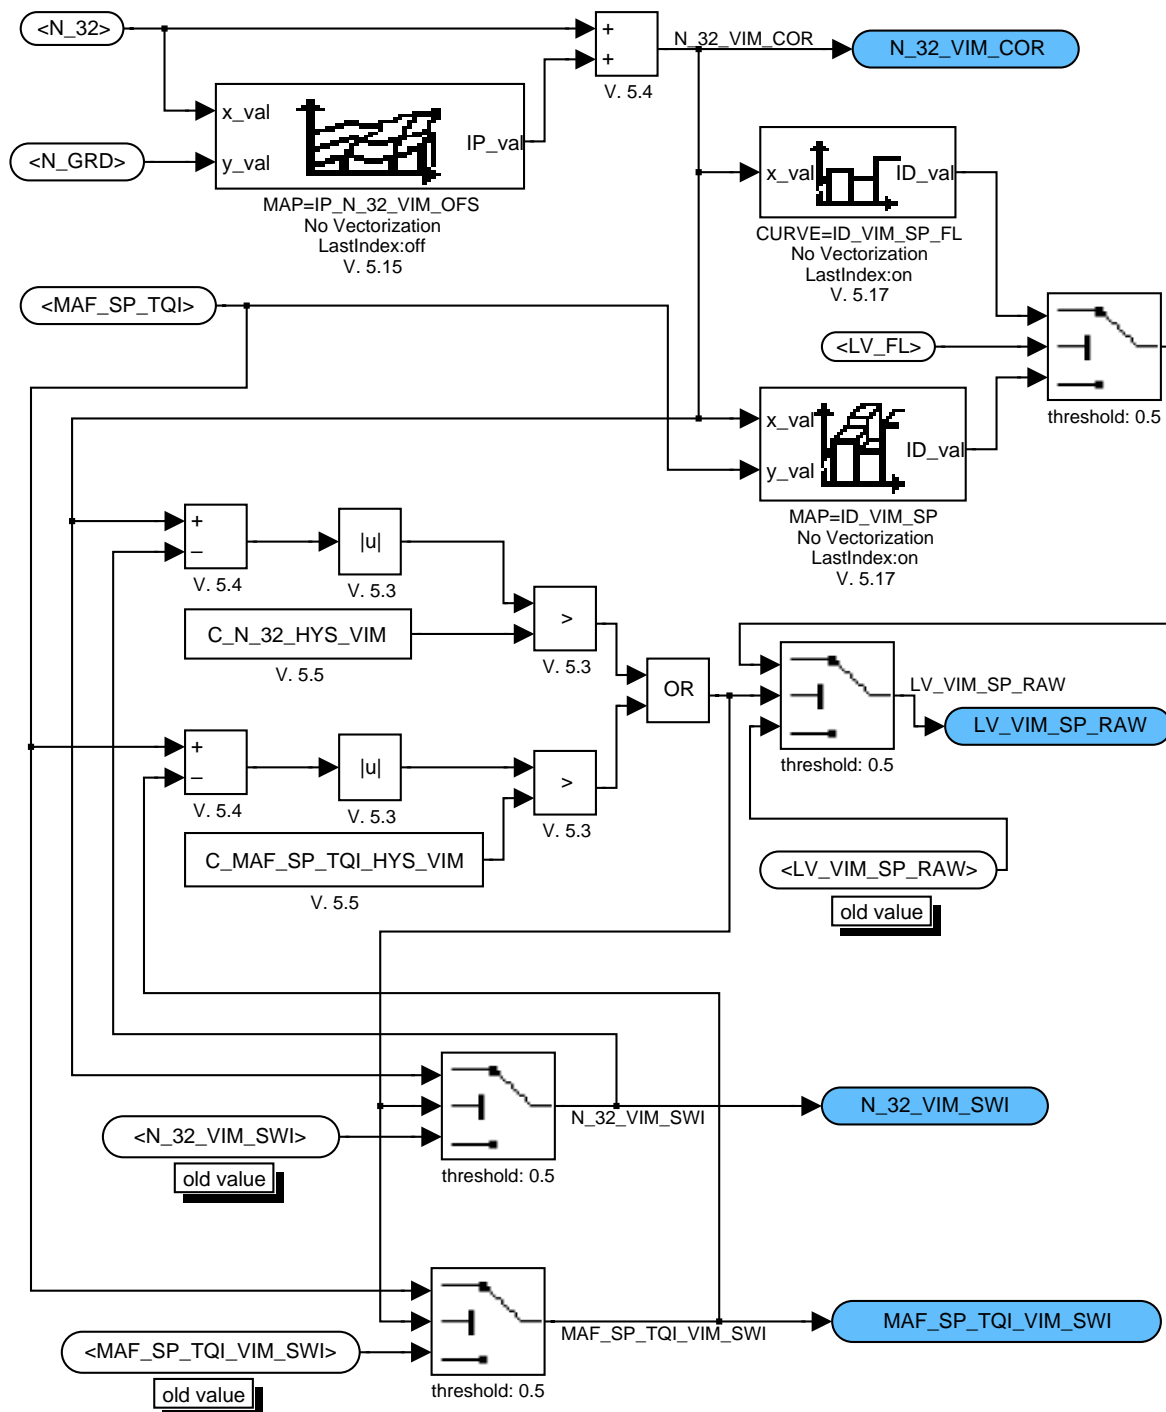 <N_32>
+
+
V. 5.4
N_32_VIM_COR
N_32_VIM_COR
x_val
y_val
IP_val
<N_GRD>
MAP=IP_N_32_VIM_OFS
No Vectorization
LastIndex:off
V. 5.15
x_val
ID_val
CURVE=ID_VIM_SP_FL
No Vectorization
LastIndex:on
V. 5.17
<MAF_SP_TQI>
<LV_FL>
threshold: 0.5
x_val
y_val
ID_val
MAP=ID_VIM_SP
No Vectorization
LastIndex:on
V. 5.17
+
−
V. 5.4
|u|
V. 5.3
C_N_32_HYS_VIM
V. 5.5
>
V. 5.3
OR
LV_VIM_SP_RAW
LV_VIM_SP_RAW
threshold: 0.5
+
−
V. 5.4
|u|
V. 5.3
>
V. 5.3
C_MAF_SP_TQI_HYS_VIM
V. 5.5
<LV_VIM_SP_RAW>
old value
N_32_VIM_SWI
N_32_VIM_SWI
<N_32_VIM_SWI>
old value
threshold: 0.5
MAF_SP_TQI_VIM_SWI
MAF_SP_TQI_VIM_SWI
<MAF_SP_TQI_VIM_SWI>
old value
threshold: 0.5